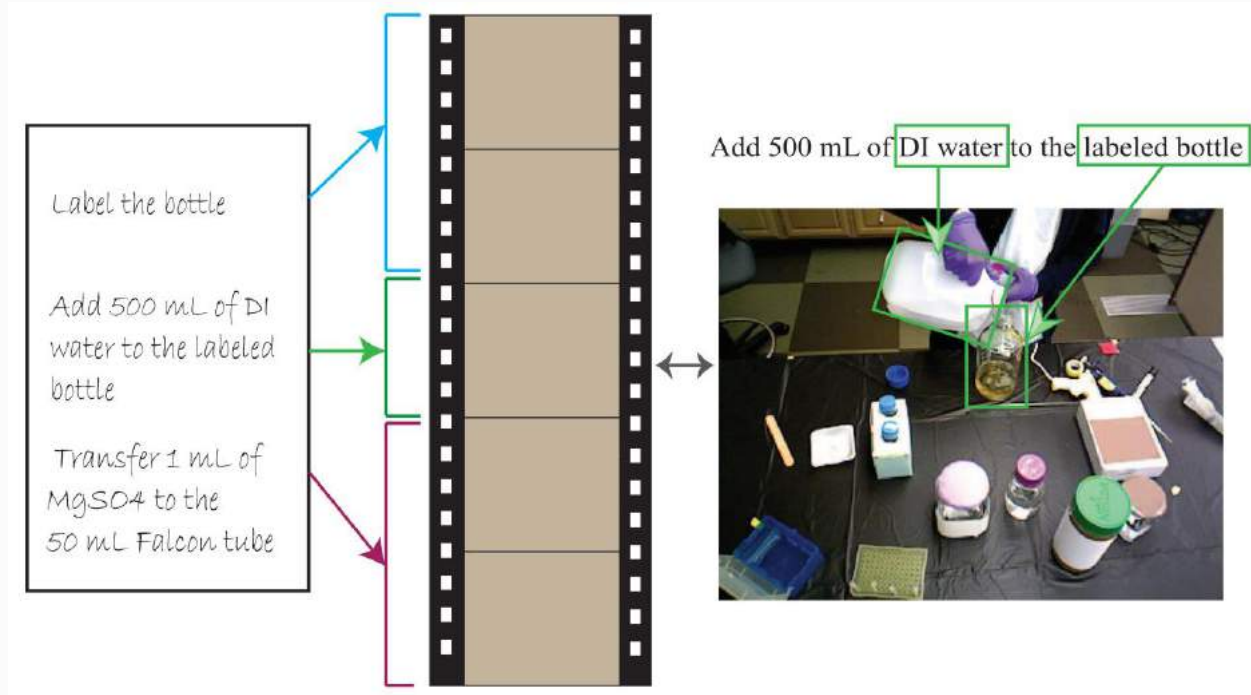 Label the bottle
Add 500 mL of DI
water to the labeled
bottle
Transfer 1 mL of
MgSO4 to the
50 mL Falcon tube
Add 500 mL of DI water to the labeled bottle